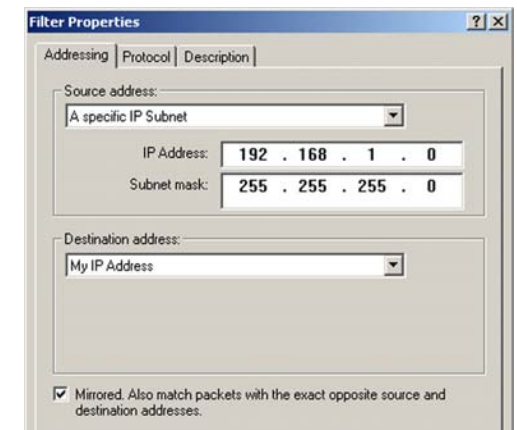 Filter Properties
Addressing Protocol Description
Source address:
A specific IP Subnet
IP Address: 192 . 168 . 1 . 0
Subnet mask: 255 . 255 . 255 . 0
Destination address:
My IP Address
Mirrored. Also match packets with the exact opposite source and
destination addresses.